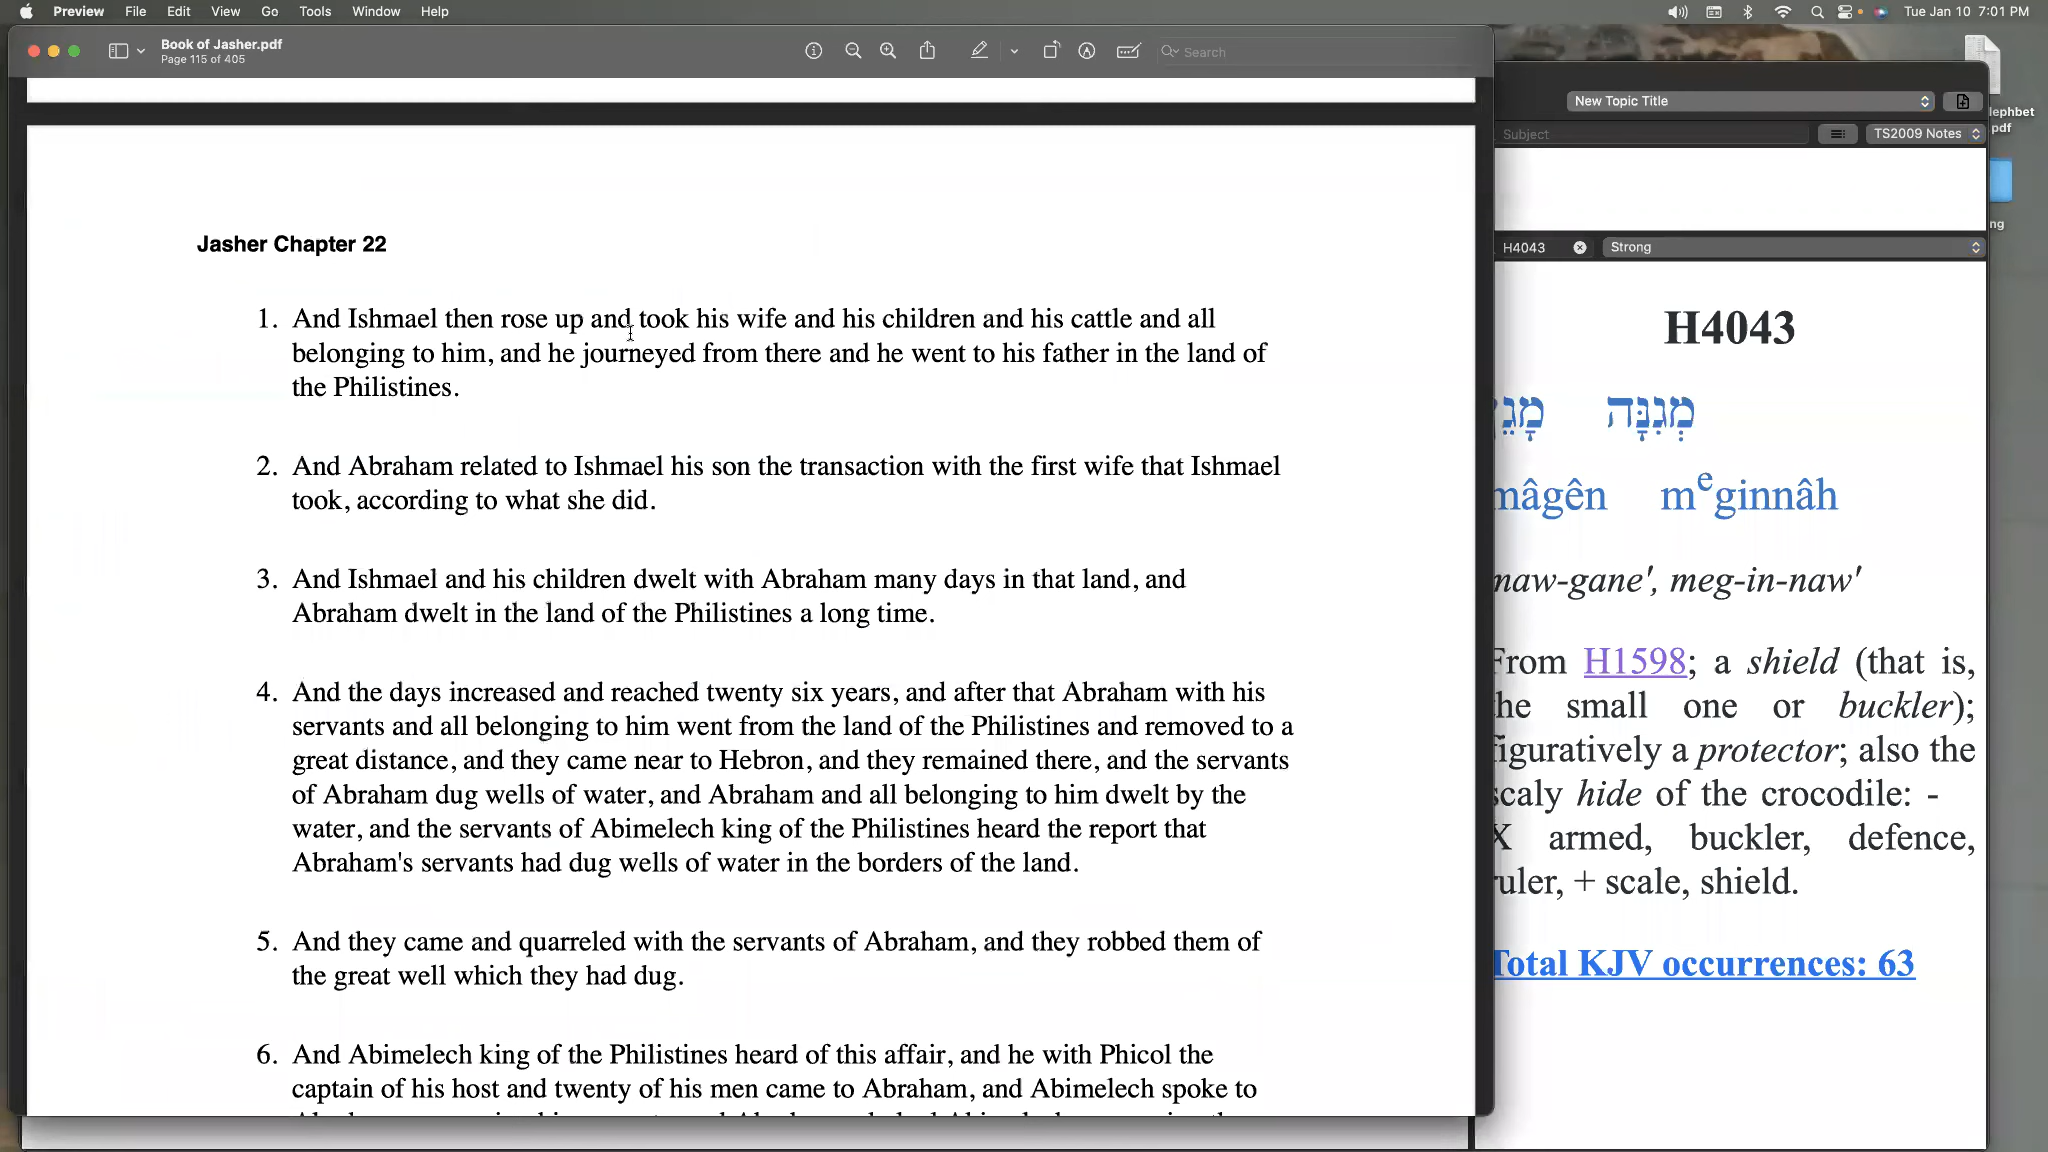 Preview File Edit View Go Tools Window Help
Tue Jan 10 7:01 PM
Book of Jasher.pdf
Page 115 of 405
Search
Jasher Chapter 22
1. And Ishmael then rose up and took his wife and his children and his cattle and all
belonging to him, and he journeyed from there and he went to his father in the land of
the Philistines.
2. And Abraham related to Ishmael his son the transaction with the first wife that Ishmael
took, according to what she did.
3. And Ishmael and his children dwelt with Abraham many days in that land, and
Abraham dwelt in the land of the Philistines a long time.
4. And the days increased and reached twenty six years, and after that Abraham with his
servants and all belonging to him went from the land of the Philistines and removed to a
great distance, and they came near to Hebron, and they remained there, and the servants
of Abraham dug wells of water, and Abraham and all belonging to him dwelt by the
water, and the servants of Abimelech king of the Philistines heard the report that
Abraham's servants had dug wells of water in the borders of the land.
5. And they came and quarreled with the servants of Abraham, and they robbed them of
the great well which they had dug.
6. And Abimelech king of the Philistines heard of this affair, and he with Phicol the
captain of his host and twenty of his men came to Abraham, and Abimelech spoke to
New Topic Title
Subject
TS2009 Notes
H4043
Strong
H4043
מְגִנָּה
mâgên mᵉginnâh
maw-gane', meg-in-naw'
From H1598; a shield (that is,
the small one or buckler);
figuratively a protector; also the
scaly hide of the crocodile: -
X armed, buckler, defence,
ruler, + scale, shield.
Total KJV occurrences: 63
lephbet
pdf
ng